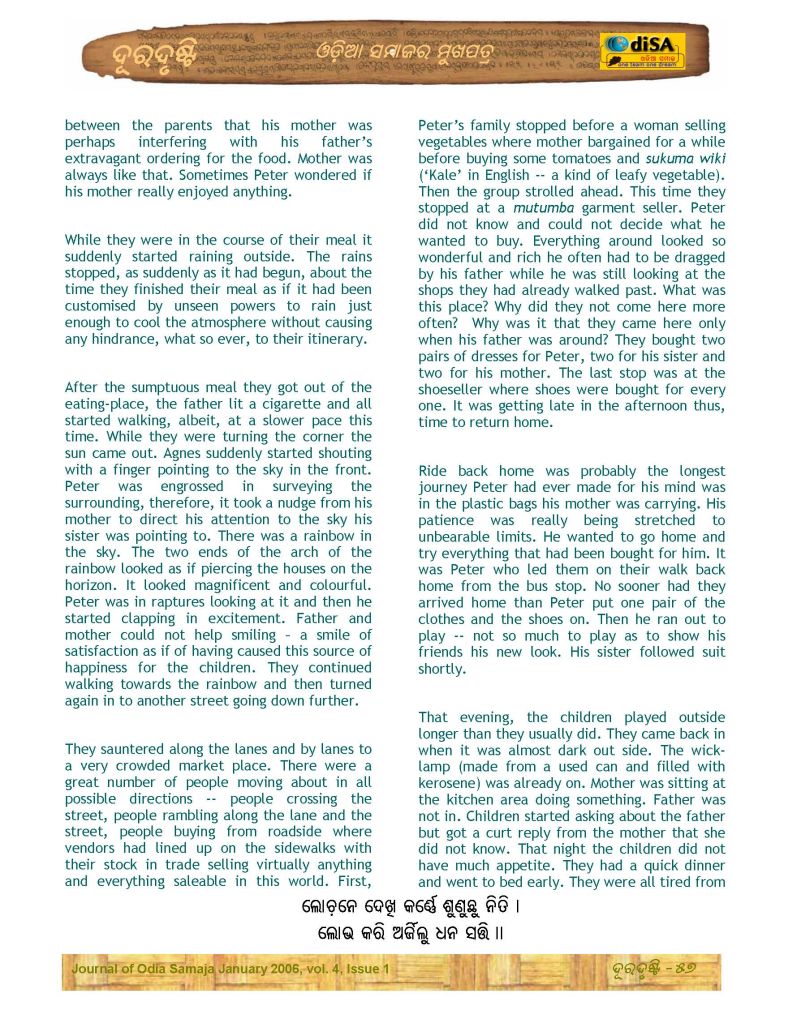 ଦୂରଦୃଷ୍ଟି
ଓଡ଼ିଆ ସମାଜର ମୁଖପତ୍ର
diSA
ଓଡ଼ିଆ ସମାଜ
one team one dream
between the parents that his mother was
perhaps interfering with his father’s
extravagant ordering for the food. Mother was
always like that. Sometimes Peter wondered if
his mother really enjoyed anything.
While they were in the course of their meal it
suddenly started raining outside. The rains
stopped, as suddenly as it had begun, about the
time they finished their meal as if it had been
customised by unseen powers to rain just
enough to cool the atmosphere without causing
any hindrance, what so ever, to their itinerary.
After the sumptuous meal they got out of the
eating-place, the father lit a cigarette and all
started walking, albeit, at a slower pace this
time. While they were turning the corner the
sun came out. Agnes suddenly started shouting
with a finger pointing to the sky in the front.
Peter was engrossed in surveying the
surrounding, therefore, it took a nudge from his
mother to direct his attention to the sky his
sister was pointing to. There was a rainbow in
the sky. The two ends of the arch of the
rainbow looked as if piercing the houses on the
horizon. It looked magnificent and colourful.
Peter was in raptures looking at it and then he
started clapping in excitement. Father and
mother could not help smiling – a smile of
satisfaction as if of having caused this source of
happiness for the children. They continued
walking towards the rainbow and then turned
again in to another street going down further.
They sauntered along the lanes and by lanes to
a very crowded market place. There were a
great number of people moving about in all
possible directions -- people crossing the
street, people rambling along the lane and the
street, people buying from roadside where
vendors had lined up on the sidewalks with
their stock in trade selling virtually anything
and everything saleable in this world. First,
Peter’s family stopped before a woman selling
vegetables where mother bargained for a while
before buying some tomatoes and sukuma wiki
(‘Kale’ in English -- a kind of leafy vegetable).
Then the group strolled ahead. This time they
stopped at a mutumba garment seller. Peter
did not know and could not decide what he
wanted to buy. Everything around looked so
wonderful and rich he often had to be dragged
by his father while he was still looking at the
shops they had already walked past. What was
this place? Why did they not come here more
often? Why was it that they came here only
when his father was around? They bought two
pairs of dresses for Peter, two for his sister and
two for his mother. The last stop was at the
shoeseller where shoes were bought for every
one. It was getting late in the afternoon thus,
time to return home.
Ride back home was probably the longest
journey Peter had ever made for his mind was
in the plastic bags his mother was carrying. His
patience was really being stretched to
unbearable limits. He wanted to go home and
try everything that had been bought for him. It
was Peter who led them on their walk back
home from the bus stop. No sooner had they
arrived home than Peter put one pair of the
clothes and the shoes on. Then he ran out to
play -- not so much to play as to show his
friends his new look. His sister followed suit
shortly.
That evening, the children played outside
longer than they usually did. They came back in
when it was almost dark out side. The wick-
lamp (made from a used can and filled with
kerosene) was already on. Mother was sitting at
the kitchen area doing something. Father was
not in. Children started asking about the father
but got a curt reply from the mother that she
did not know. That night the children did not
have much appetite. They had a quick dinner
and went to bed early. They were all tired from
ଲୋଚନେ ଦେଖି କର୍ଣ୍ଣେ ଶୁଣୁଛୁ ନିତି ।
ଲୋଭ କରି ଅର୍ଜିଲୁ ଧନ ସଞ୍ଚି ॥
Journal of Odia Samaja January 2006, vol. 4, Issue 1
ଦୂରଦୃଷ୍ଟି - ୫୭